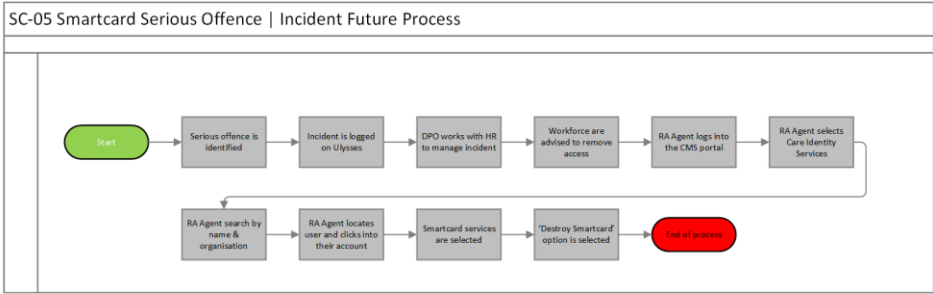 SC-05 Smartcard Serious Offence | Incident Future Process
Start
Serious offence is
identified
Incident is logged
on Ulysses
DPO works with HR
to manage incident
Workforce are
advised to remove
access
RA Agent logs into
the CMS portal
RA Agent selects
Care Identity
Services
RA Agent search by
name &
organisation
RA Agent locates
user and clicks into
their account
Smartcard services
are selected
‘Destroy Smartcard’
option is selected
End of process